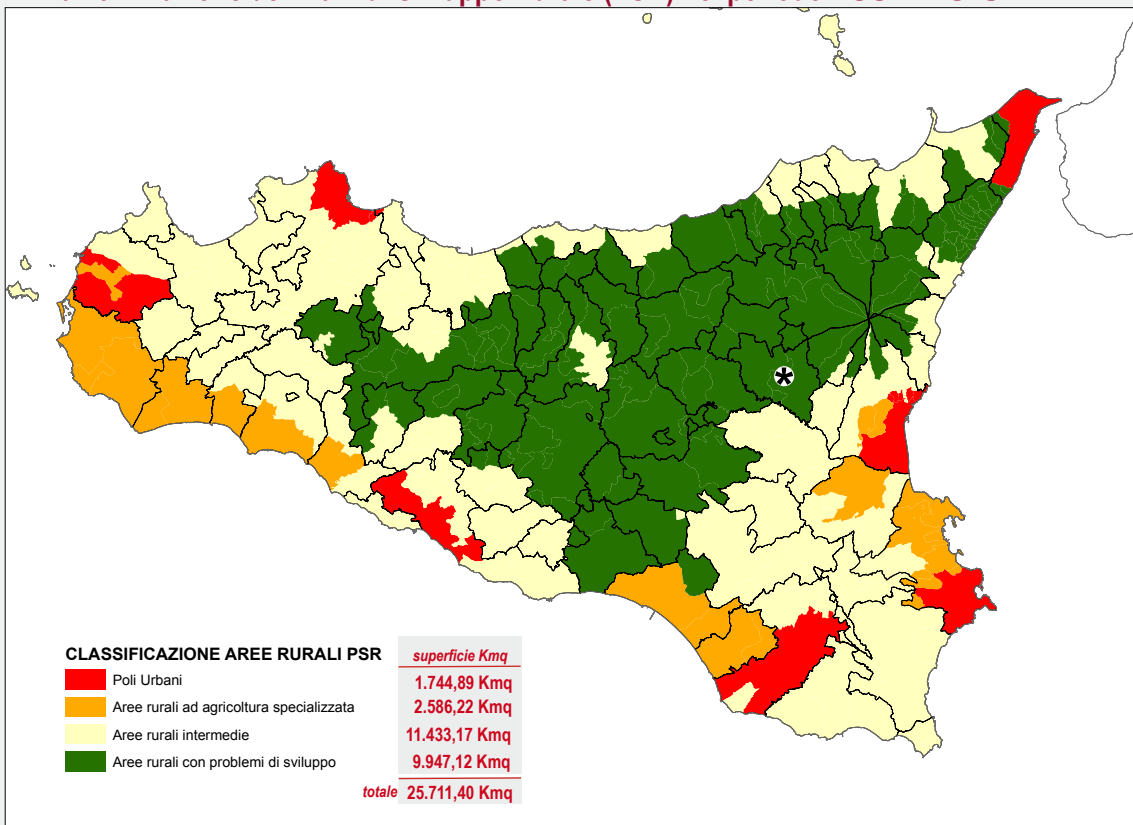 CLASSIFICAZIONE AREE RURALI PSR superficie Kmq
Poli Urbani 1.744,89 Kmq
Aree rurali ad agricoltura specializzata 2.586,22 Kmq
Aree rurali intermedie 11.433,17 Kmq
Aree rurali con problemi di sviluppo 9.947,12 Kmq
totale 25.711,40 Kmq
*